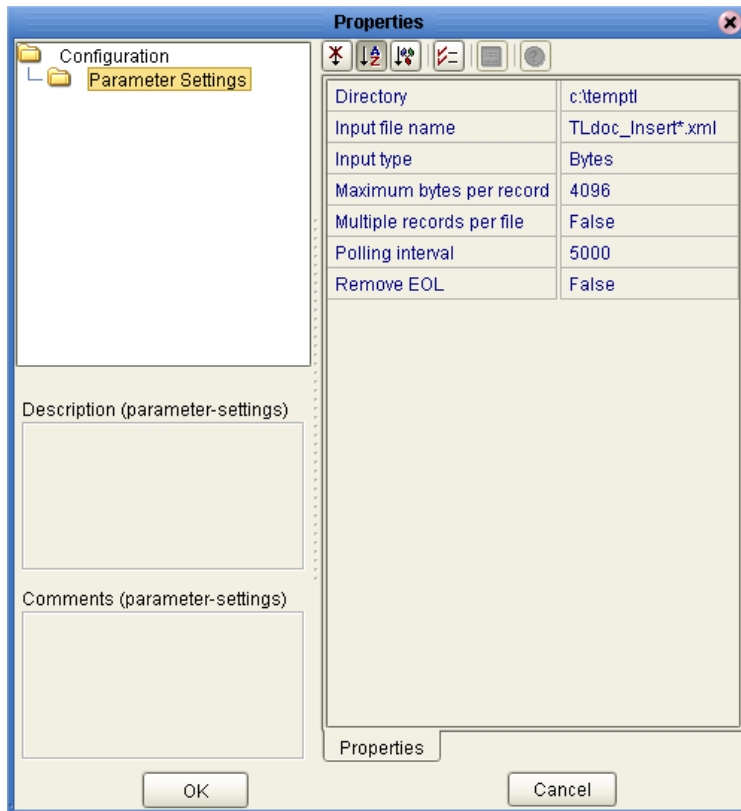 Properties
Configuration
Parameter Settings
Directory c:\temptl
Input file name TLdoc_Insert*.xml
Input type Bytes
Maximum bytes per record 4096
Multiple records per file False
Polling interval 5000
Remove EOL False
Description (parameter-settings)
Comments (parameter-settings)
Properties
OK
Cancel